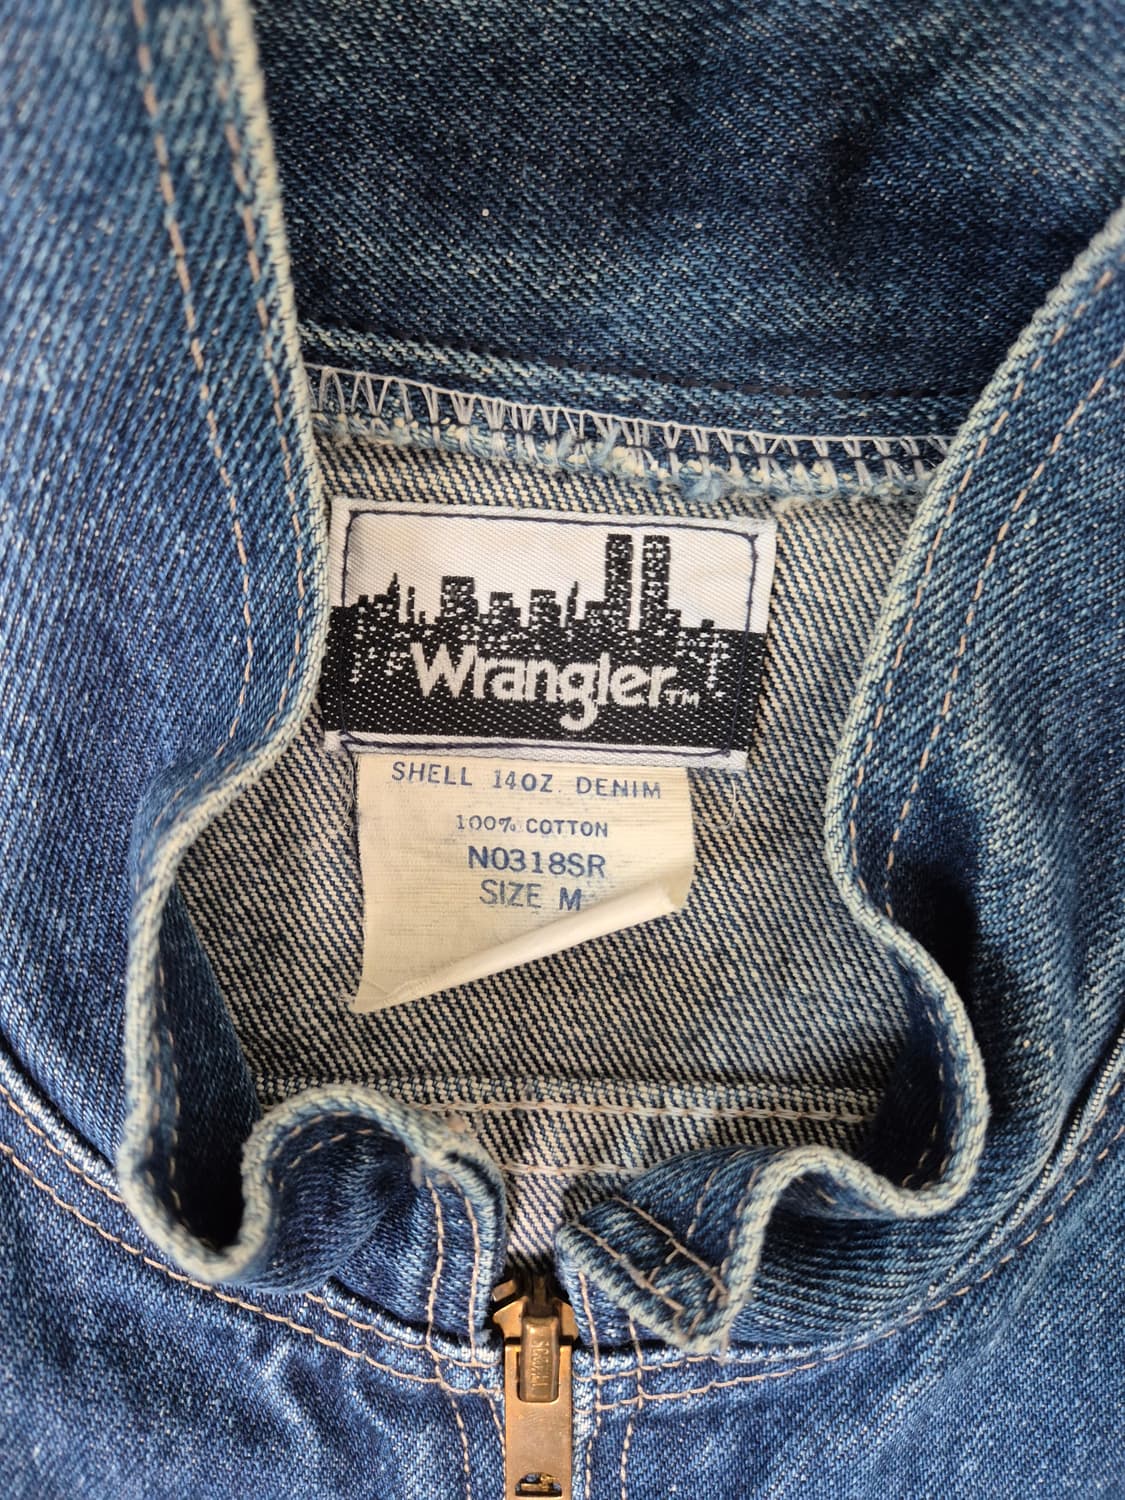 Wrangler™
SHELL 14OZ. DENIM
100% COTTON
N0318SR
SIZE M